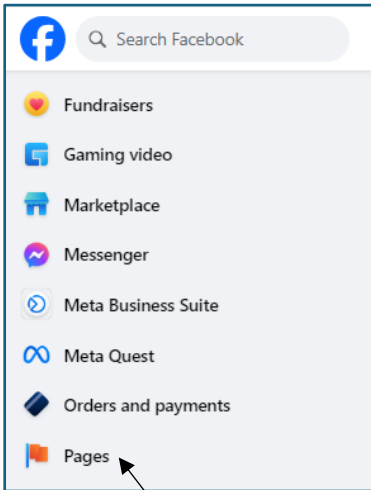 Search Facebook
Fundraisers
Gaming video
Marketplace
Messenger
Meta Business Suite
Meta Quest
Orders and payments
Pages